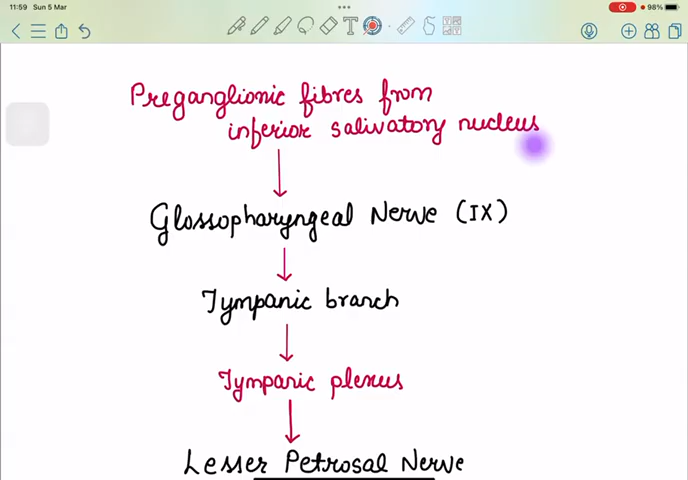 11:59 Sun 5 Mar
98%
Preganglionic fibres from
inferior salivatory nucleus
Glossopharyngeal Nerve (IX)
Tympanic branch
Tympanic plexus
Lesser Petrosal Nerve